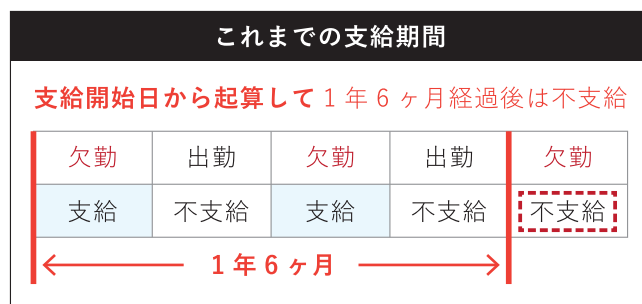 これまでの支給期間
支給開始日から起算して1年6ヶ月経過後は不支給
欠勤 出勤 欠勤 出勤 欠勤
支給 不支給 支給 不支給 不支給
1年6ヶ月